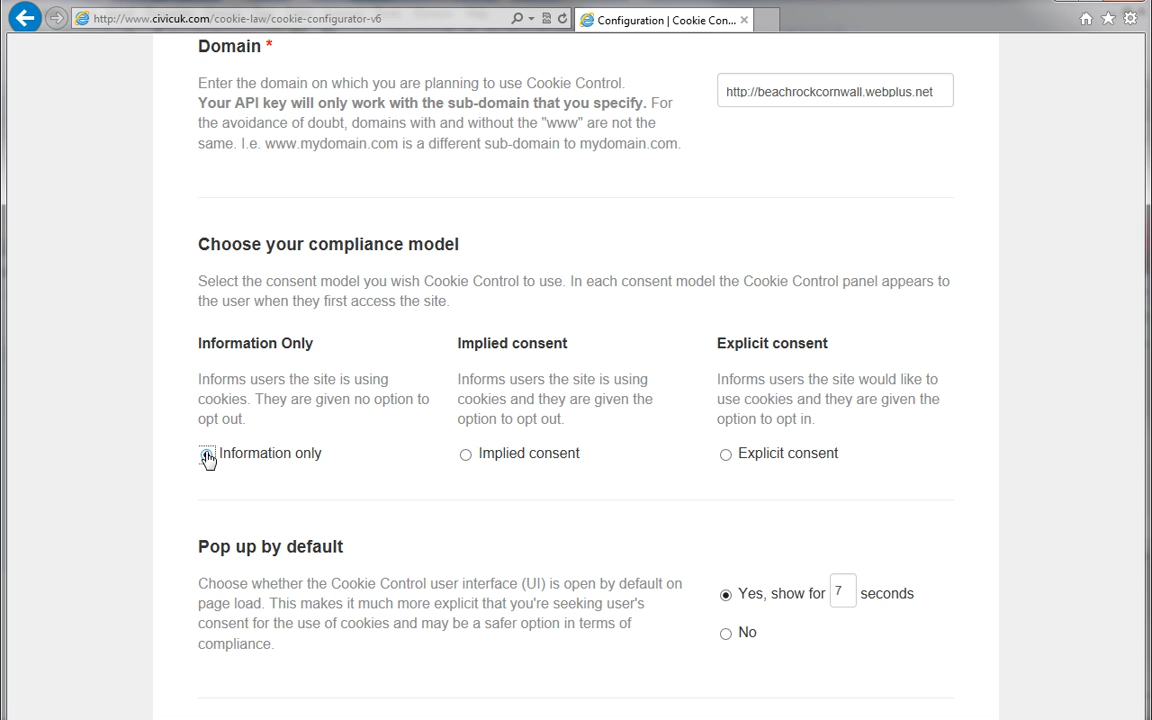 http://www.civicuk.com/cookie-law/cookie-configurator-v6
Configuration | Cookie Con...
Domain *
Enter the domain on which you are planning to use Cookie Control.
Your API key will only work with the sub-domain that you specify. For
the avoidance of doubt, domains with and without the "www" are not the
same. I.e. www.mydomain.com is a different sub-domain to mydomain.com.
http://beachrockcornwall.webplus.net
Choose your compliance model
Select the consent model you wish Cookie Control to use. In each consent model the Cookie Control panel appears to
the user when they first access the site.
Information Only
Informs users the site is using
cookies. They are given no option to
opt out.
Information only
Implied consent
Informs users the site is using
cookies and they are given the
option to opt out.
Implied consent
Explicit consent
Informs users the site would like to
use cookies and they are given the
option to opt in.
Explicit consent
Pop up by default
Choose whether the Cookie Control user interface (UI) is open by default on
page load. This makes it much more explicit that you're seeking user's
consent for the use of cookies and may be a safer option in terms of
compliance.
Yes, show for 7 seconds
No